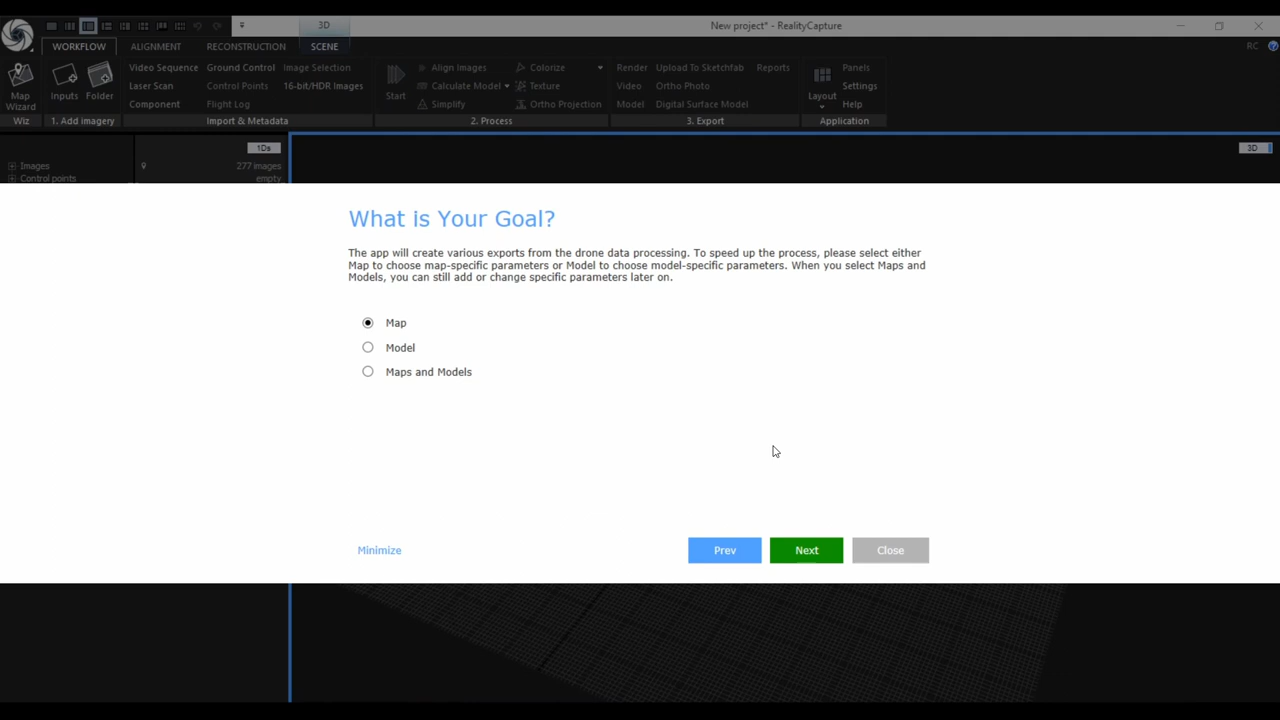 3D
New project* - RealityCapture
WORKFLOW ALIGNMENT RECONSTRUCTION SCENE RC
Map Wizard
Inputs Folder
Video Sequence Ground Control Image Selection
Laser Scan Control Points 16-bit/HDR Images
Component Flight Log
Start
Align Images Colorize
Calculate Model Texture
Simplify Ortho Projection
Render Upload To Sketchfab Reports
Video Ortho Photo
Model Digital Surface Model
Layout
Panels
Settings
Help
Wiz 1. Add imagery Import & Metadata 2. Process 3. Export Application
1Ds 3D
Images 277 images
Control points empty
What is Your Goal?
The app will create various exports from the drone data processing. To speed up the process, please select either
Map to choose map-specific parameters or Model to choose model-specific parameters. When you select Maps and
Models, you can still add or change specific parameters later on.
Map
Model
Maps and Models
Minimize Prev Next Close